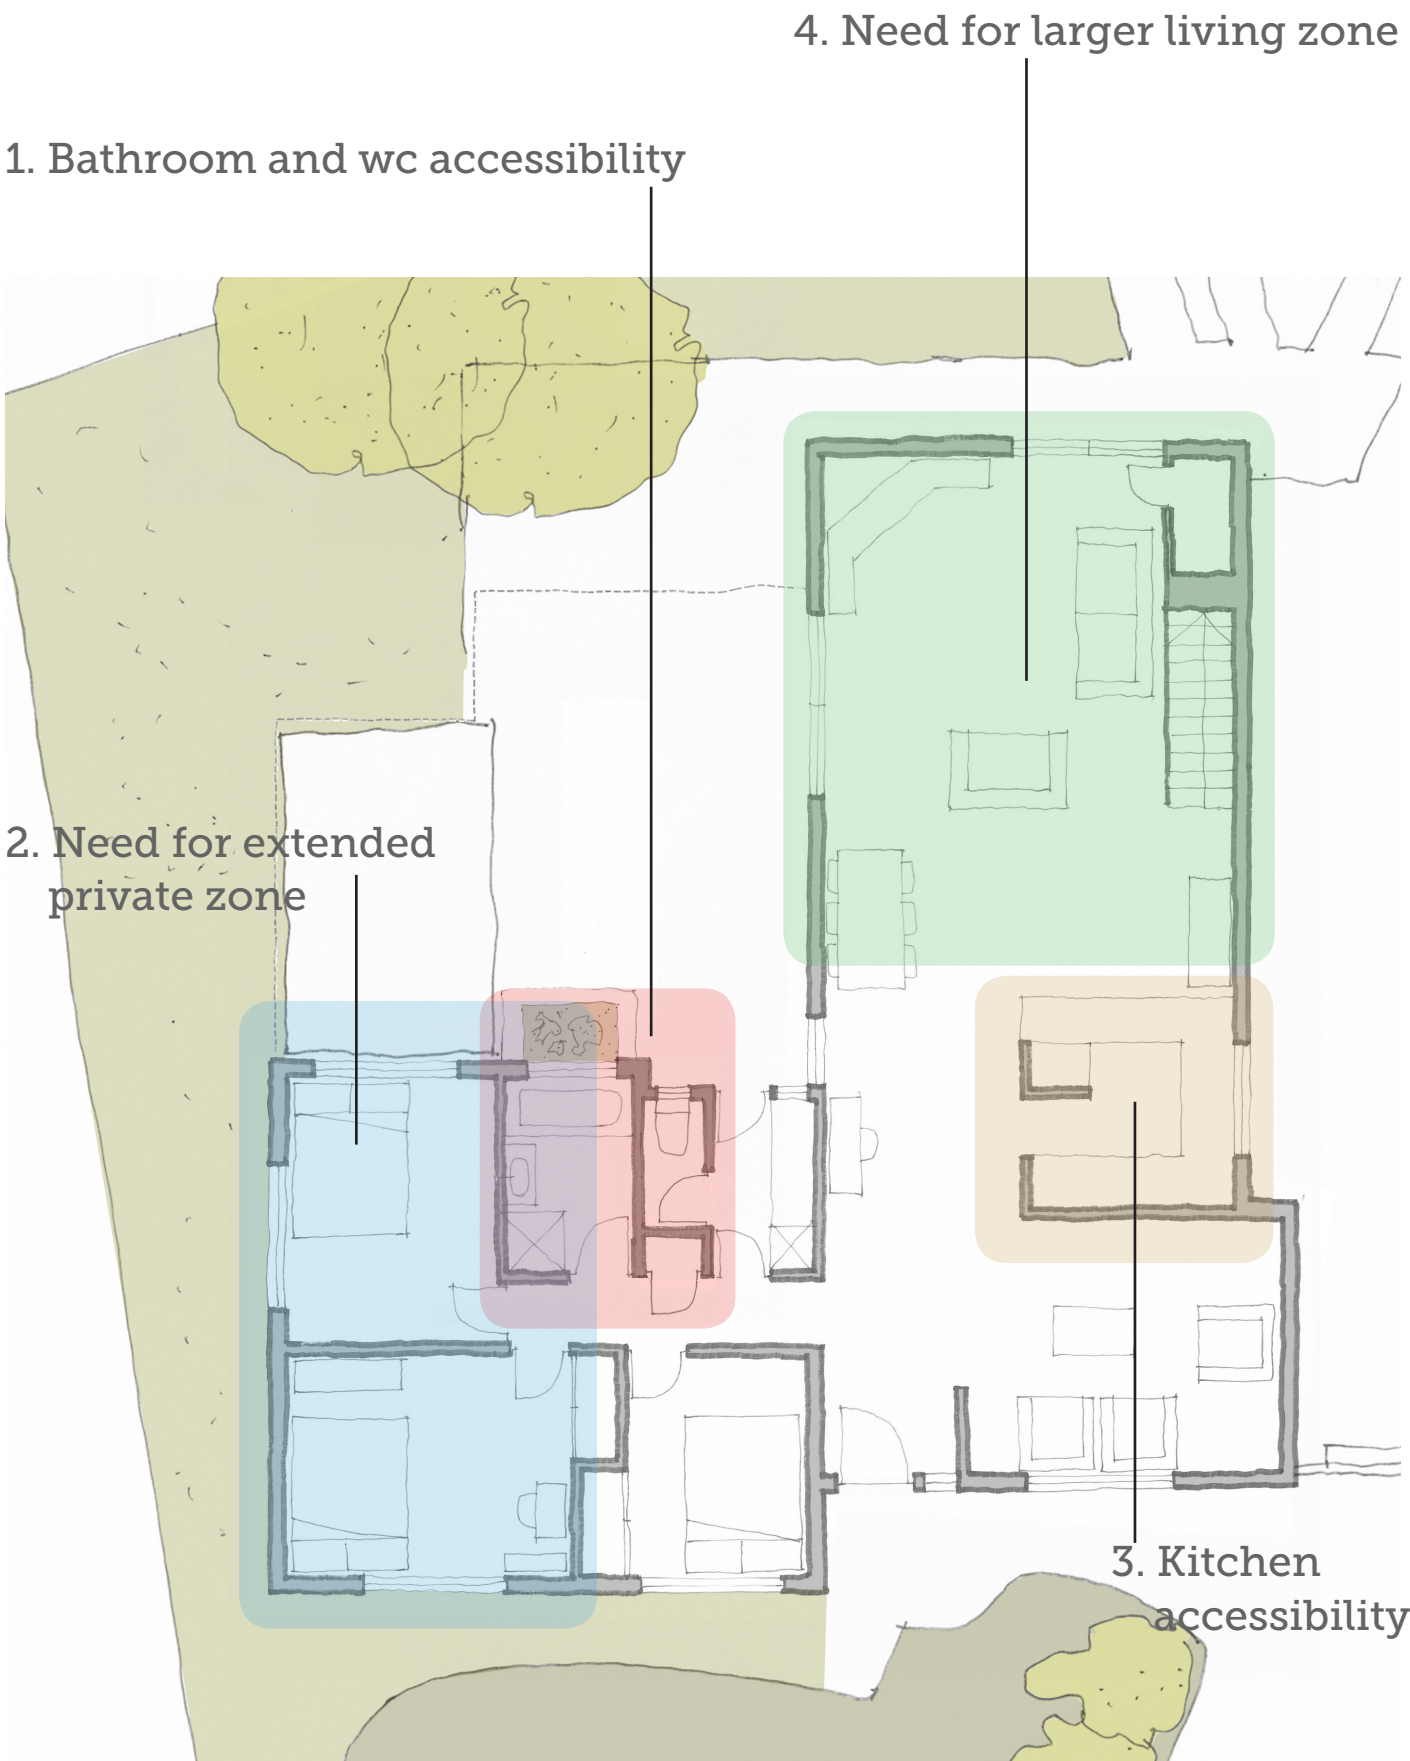 4. Need for larger living zone
1. Bathroom and wc accessibility
2. Need for extended
private zone
3. Kitchen
accessibility